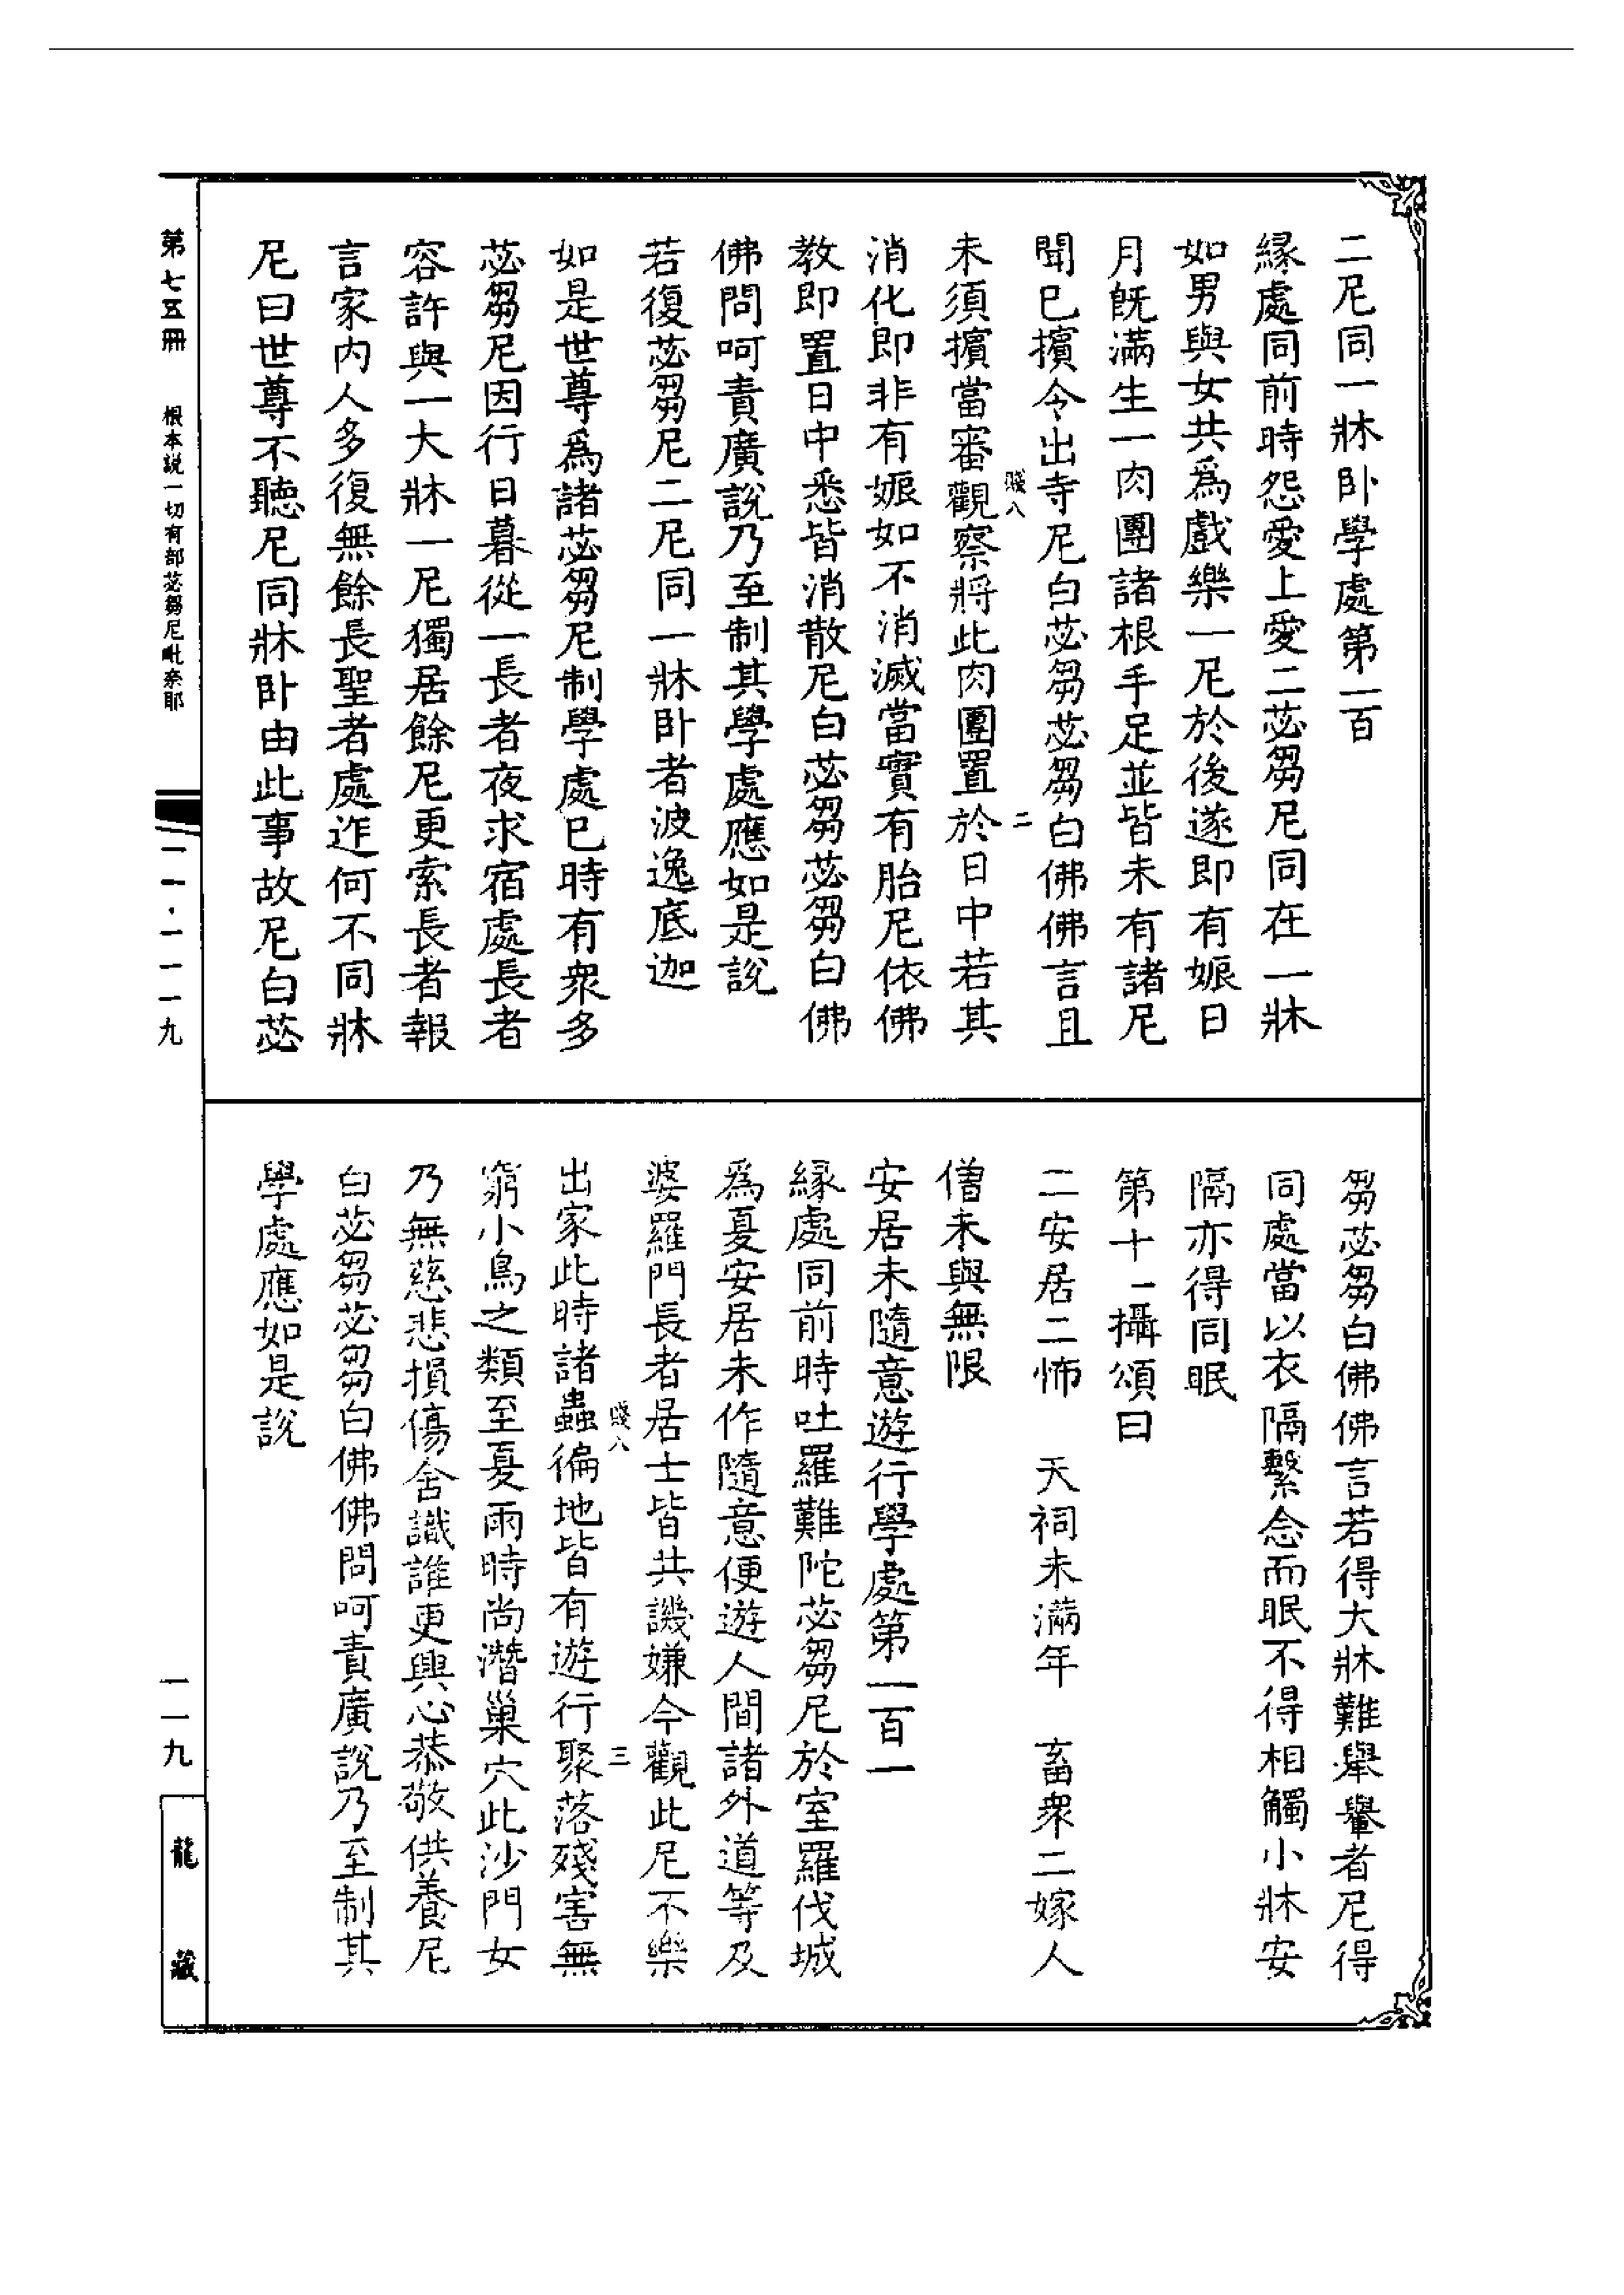 二尼同一牀卧學處第一百
緣處同前時怨愛上愛二苾芻尼同在一牀
如男與女共爲戲樂一尼於後遂即有娠日
月旣滿生一肉團諸根手足並皆未有諸尼
聞已擯令出寺尼白苾芻苾芻白佛佛言且
未須擯當審觀察將此肉團置於日中若其
消化即非有娠如不消滅當實有胎尼依佛
教即置日中悉皆消散尼白苾芻苾芻白佛
佛問呵責廣說乃至制其學處應如是說
若復苾芻尼二尼同一牀卧者波逸底迦
如是世尊爲諸苾芻尼制學處已時有衆多
苾芻尼因行日暮從一長者夜求宿處長者
容許與一大牀一尼獨居餘尼更索長者報
言家内人多復無餘長聖者處迮何不同牀
尼曰世尊不聽尼同牀卧由此事故尼白苾
芻苾芻白佛佛言若得大牀難舉轝者尼得
同處當以衣隔繫念而眠不得相觸小牀安
隔亦得同眠
第十一攝頌曰
二安居二怖　天祠未滿年　畜衆二嫁人
僧未與無限
安居未隨意遊行學處第一百一
緣處同前時吐羅難陀苾芻尼於室羅伐城
爲夏安居未作隨意便遊人間諸外道等及
婆羅門長者居士皆共譏嫌今觀此尼不樂
出家此時諸蟲徧地皆有遊行聚落殘害無
窮小鳥之類至夏雨時尚潛巢穴此沙門女
乃無慈悲損傷含識誰更興心恭敬供養尼
白苾芻苾芻白佛佛問呵責廣說乃至制其
學處應如是說
賤八
二
賤八
三
第七五冊　根本説一切有部苾芻尼毗奈耶
一一九
龍藏